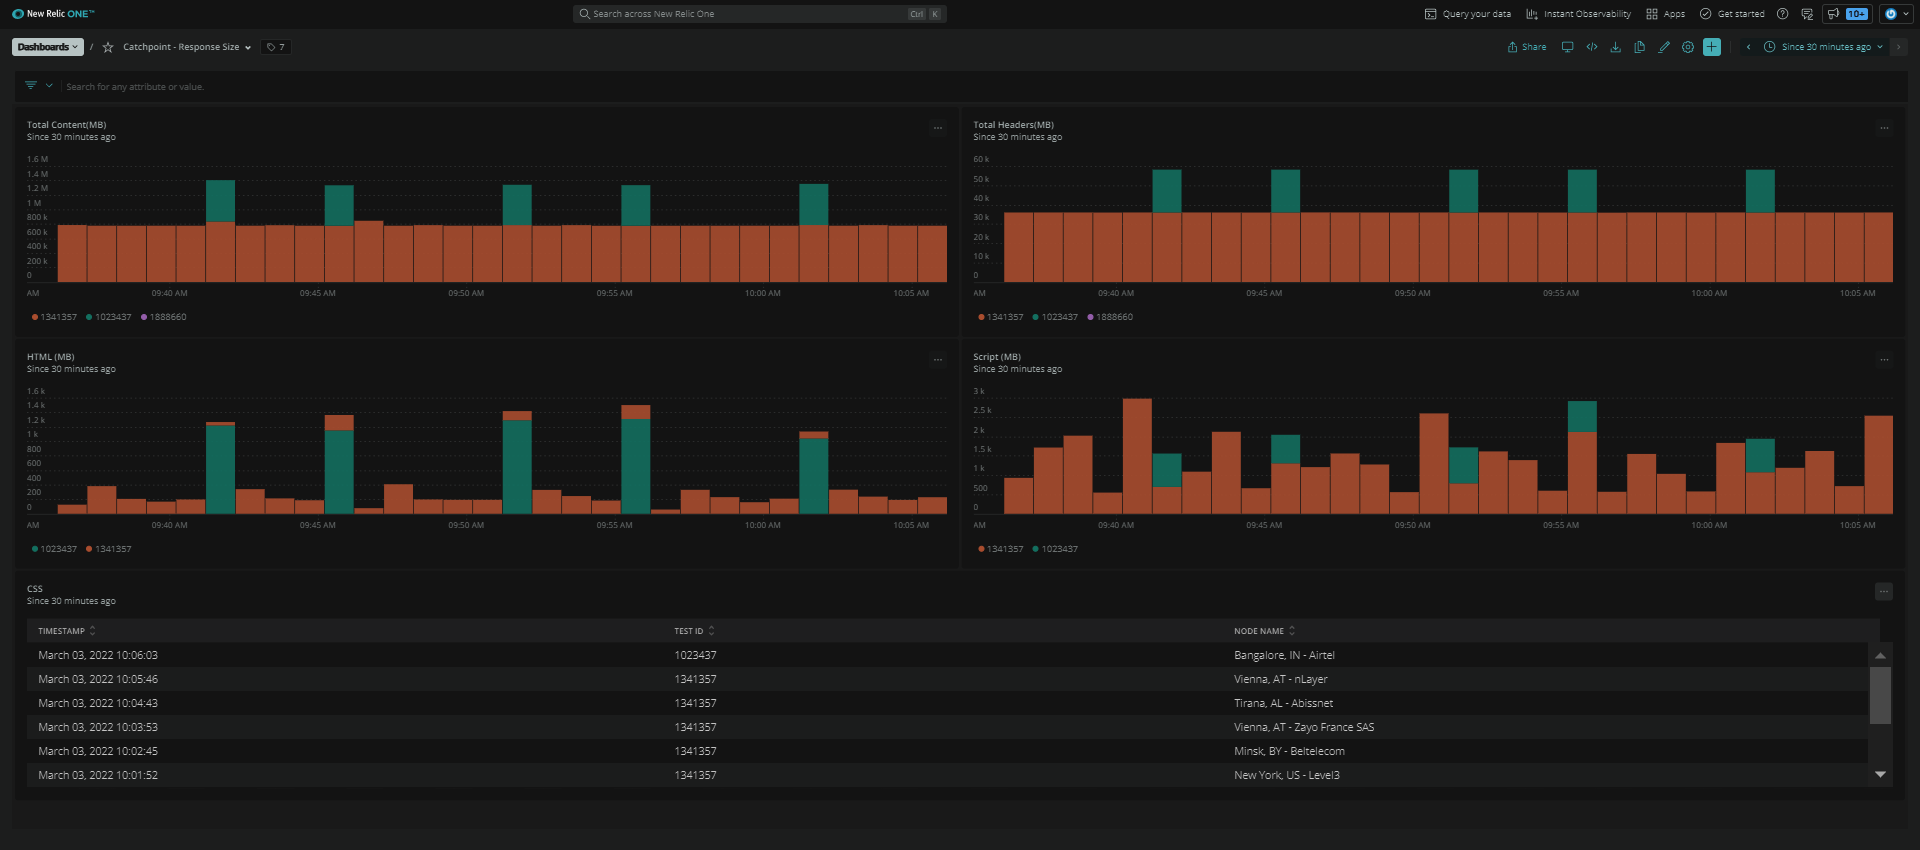 New Relic ONE™
Search across New Relic One
Ctrl K
Query your data
Instant Observability
Apps
Get started
10+
Dashboards
/
Catchpoint - Response Size
7
Share
Since 30 minutes ago
Search for any attribute or value.
Total Content(MB)
Since 30 minutes ago
1.6 M
1.4 M
1.2 M
1 M
800 k
600 k
400 k
200 k
0
AM 09:40 AM 09:45 AM 09:50 AM 09:55 AM 10:00 AM 10:05 AM
1341357 1023437 1888660
Total Headers(MB)
Since 30 minutes ago
60 k
50 k
40 k
30 k
20 k
10 k
0
AM 09:40 AM 09:45 AM 09:50 AM 09:55 AM 10:00 AM 10:05 AM
1341357 1023437 1888660
HTML (MB)
Since 30 minutes ago
1.6 k
1.4 k
1.2 k
1 k
800
600
400
200
0
AM 09:40 AM 09:45 AM 09:50 AM 09:55 AM 10:00 AM 10:05 AM
1023437 1341357
Script (MB)
Since 30 minutes ago
3 k
2.5 k
2 k
1.5 k
1 k
500
0
AM 09:40 AM 09:45 AM 09:50 AM 09:55 AM 10:00 AM 10:05 AM
1341357 1023437
CSS
Since 30 minutes ago
TIMESTAMP TEST ID NODE NAME
March 03, 2022 10:06:03 1023437 Bangalore, IN - Airtel
March 03, 2022 10:05:46 1341357 Vienna, AT - nLayer
March 03, 2022 10:04:43 1341357 Tirana, AL - Abissnet
March 03, 2022 10:03:53 1341357 Vienna, AT - Zayo France SAS
March 03, 2022 10:02:45 1341357 Minsk, BY - Beltelecom
March 03, 2022 10:01:52 1341357 New York, US - Level3